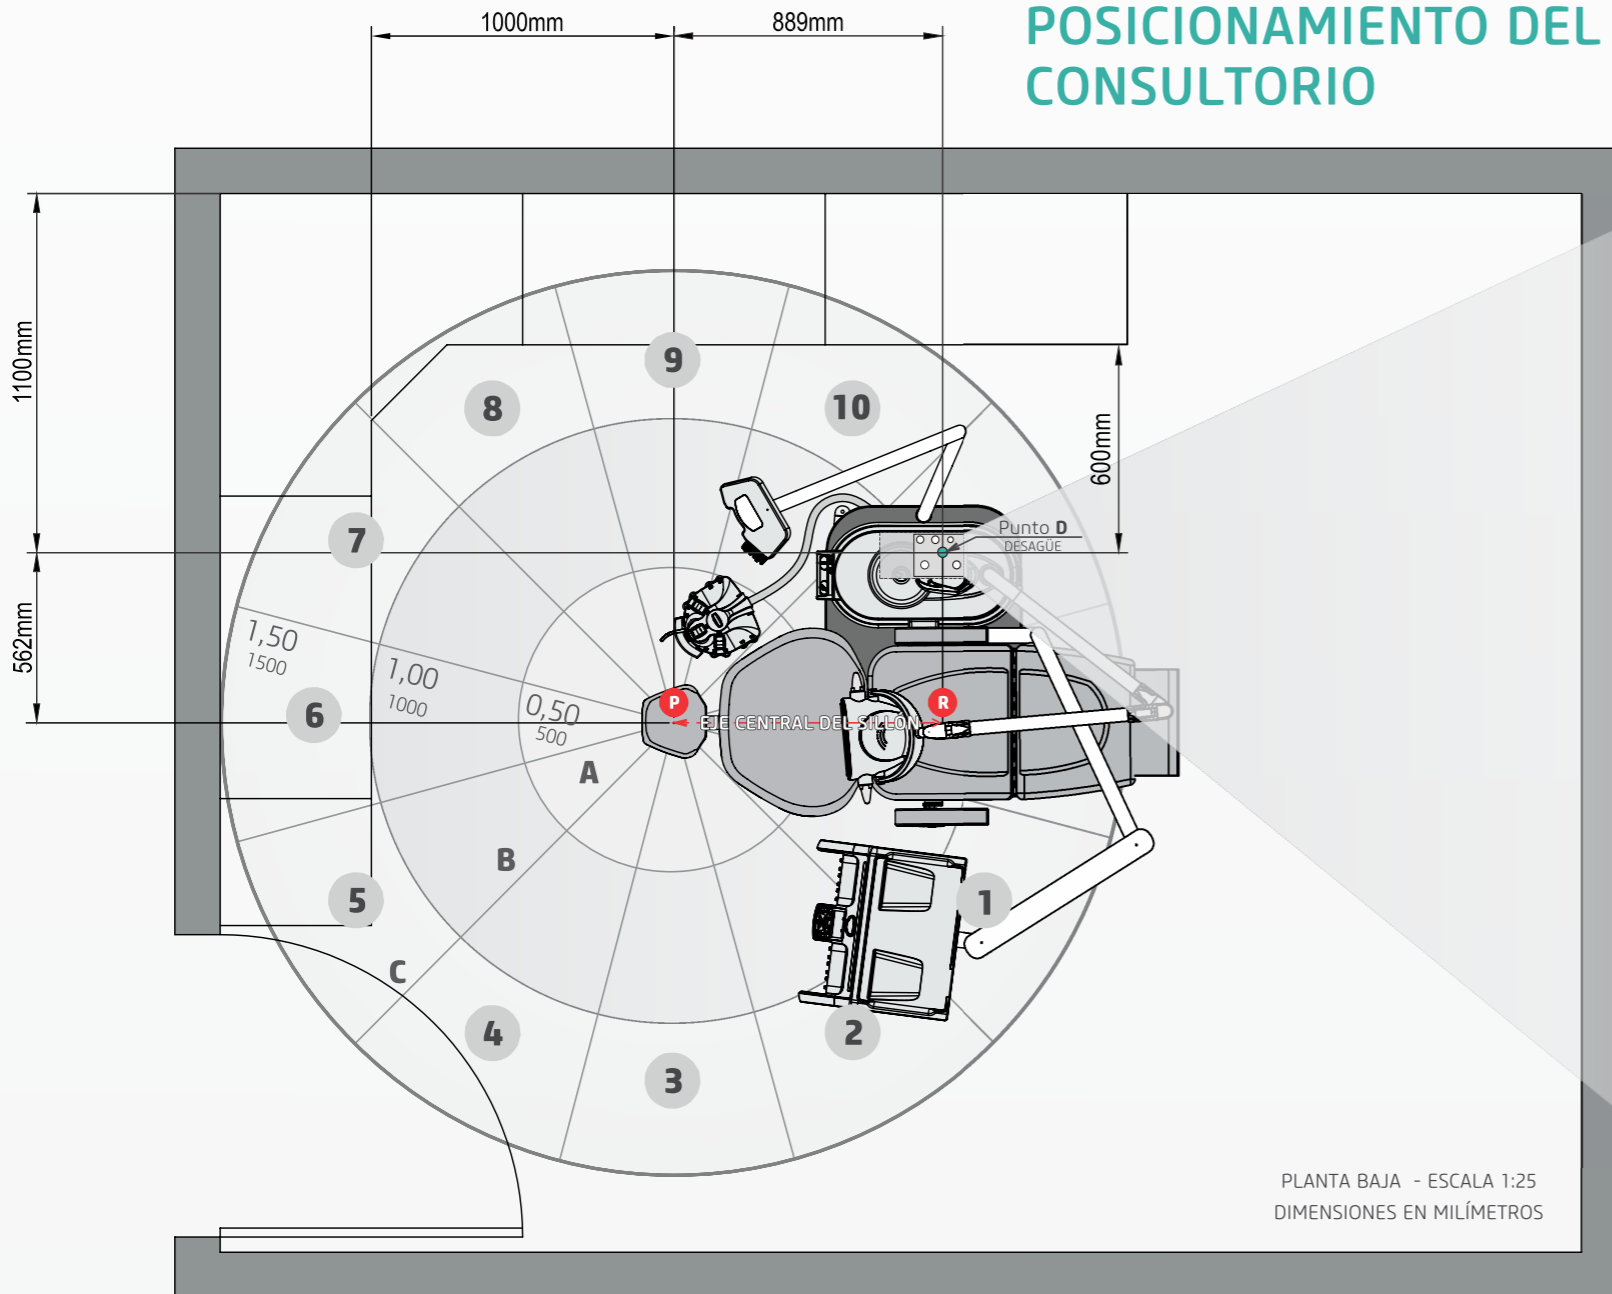 1000mm
889mm
POSICIONAMIENTO DEL
CONSULTORIO
1100mm
562mm
600mm
9
8
10
7
Punto D
DESAGÜE
1,50
1500
1,00
1000
0,50
500
6
P
R
EJE CENTRAL DEL SILLÓN
A
B
C
5
1
4
2
3
PLANTA BAJA - ESCALA 1:25
DIMENSIONES EN MILÍMETROS